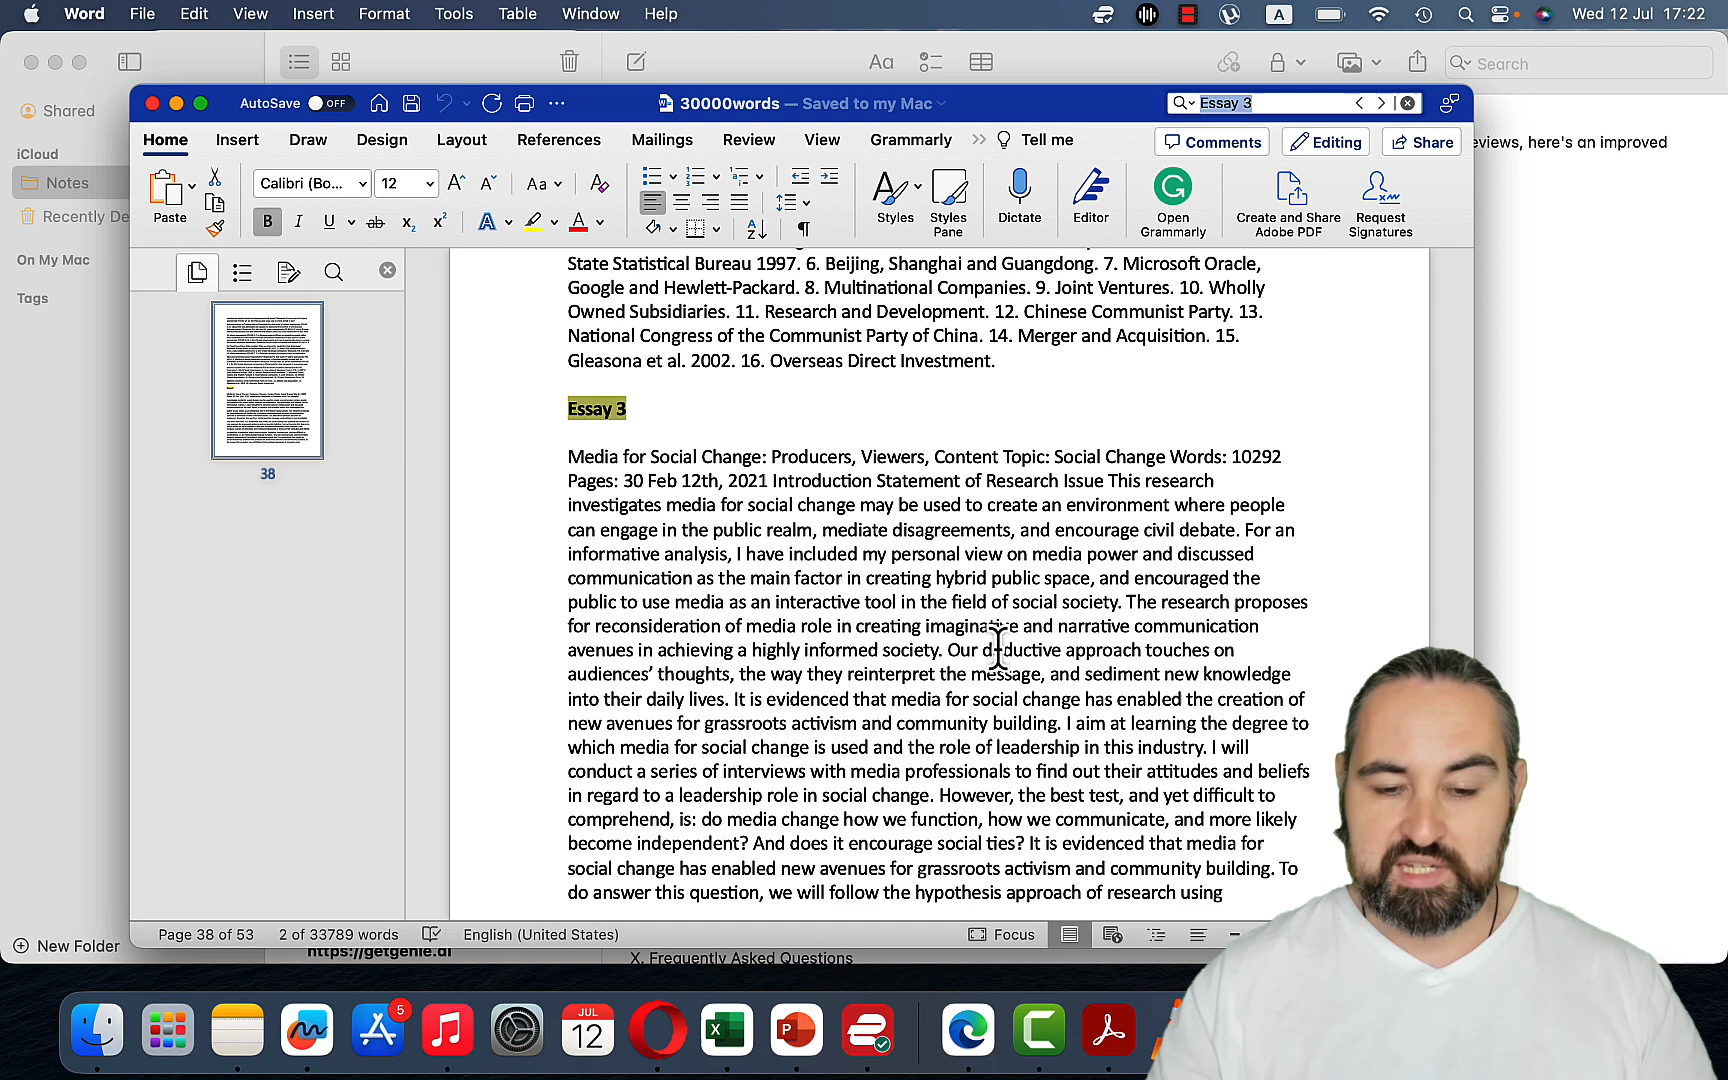 Word File Edit View Insert Format Tools Table Window Help
A
Wed 12 Jul 17:22
Aa
Search
Shared
iCloud
Notes
Recently De
On My Mac
Tags
New Folder
AutoSave OFF
30000words — Saved to my Mac
Essay 3
Home Insert Draw Design Layout References Mailings Review View Grammarly Tell me
Comments Editing Share
eviews, here's an improved
Paste
Calibri (Bo... 12
Aa
B I U ab X2 X2 A A
Styles
Styles Pane
Dictate
Editor
Open Grammarly
Create and Share Adobe PDF
Request Signatures
38
State Statistical Bureau 1997. 6. Beijing, Shanghai and Guangdong. 7. Microsoft Oracle,
Google and Hewlett-Packard. 8. Multinational Companies. 9. Joint Ventures. 10. Wholly
Owned Subsidiaries. 11. Research and Development. 12. Chinese Communist Party. 13.
National Congress of the Communist Party of China. 14. Merger and Acquisition. 15.
Gleasona et al. 2002. 16. Overseas Direct Investment.
Essay 3
Media for Social Change: Producers, Viewers, Content Topic: Social Change Words: 10292
Pages: 30 Feb 12th, 2021 Introduction Statement of Research Issue This research
investigates media for social change may be used to create an environment where people
can engage in the public realm, mediate disagreements, and encourage civil debate. For an
informative analysis, I have included my personal view on media power and discussed
communication as the main factor in creating hybrid public space, and encouraged the
public to use media as an interactive tool in the field of social society. The research proposes
for reconsideration of media role in creating imaginative and narrative communication
avenues in achieving a highly informed society. Our deductive approach touches on
audiences’ thoughts, the way they reinterpret the message, and sediment new knowledge
into their daily lives. It is evidenced that media for social change has enabled the creation of
new avenues for grassroots activism and community building. I aim at learning the degree to
which media for social change is used and the role of leadership in this industry. I will
conduct a series of interviews with media professionals to find out their attitudes and beliefs
in regard to a leadership role in social change. However, the best test, and yet difficult to
comprehend, is: do media change how we function, how we communicate, and more likely
become independent? And does it encourage social ties? It is evidenced that media for
social change has enabled new avenues for grassroots activism and community building. To
do answer this question, we will follow the hypothesis approach of research using
Page 38 of 53 2 of 33789 words English (United States) Focus
https://getgenie.ai
X. Frequently Asked Questions
5
JUL
12